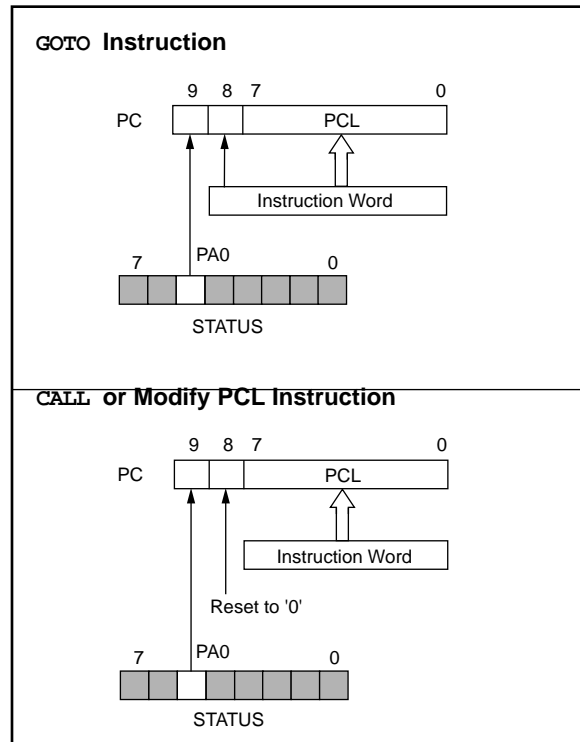 GOTO Instruction
9 8 7 0
PC PCL
Instruction Word
PA0
7 0
STATUS
CALL or Modify PCL Instruction
9 8 7 0
PC PCL
Instruction Word
Reset to '0'
PA0
7 0
STATUS